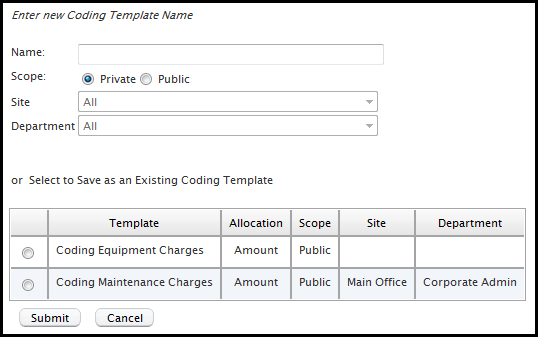 Enter new Coding Template Name
Name:
Scope: Private Public
Site All
Department All
or Select to Save as an Existing Coding Template
Template Allocation Scope Site Department
Coding Equipment Charges Amount Public
Coding Maintenance Charges Amount Public Main Office Corporate Admin
Submit Cancel